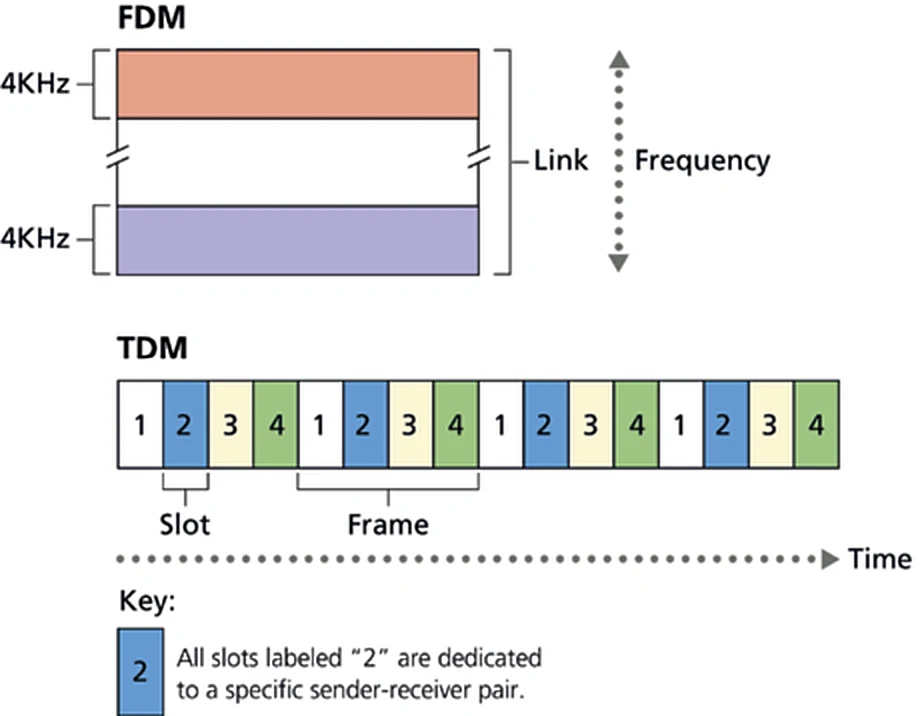 FDM
4KHz
Link
Frequency
4KHz
TDM
1 2 3 4 1 2 3 4 1 2 3 4 1 2 3 4
Slot
Frame
Time
Key:
2
All slots labeled “2” are dedicated
to a specific sender-receiver pair.